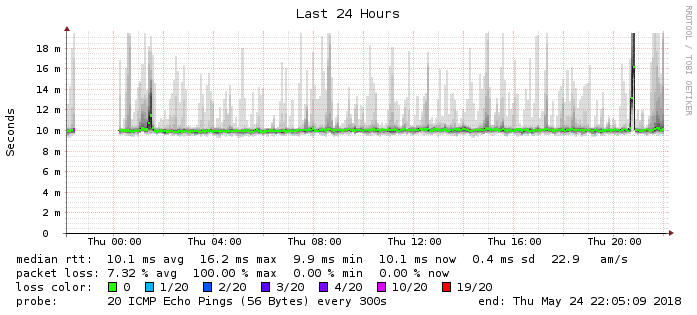 Last 24 Hours
RRDTOOL / TOBI OETIKER
Seconds
18 m
16 m
14 m
12 m
10 m
8 m
6 m
4 m
2 m
0
Thu 00:00 Thu 04:00 Thu 08:00 Thu 12:00 Thu 16:00 Thu 20:00
median rtt: 10.1 ms avg 16.2 ms max 9.9 ms min 10.1 ms now 0.4 ms sd 22.9 am/s
packet loss: 7.32 % avg 100.00 % max 0.00 % min 0.00 % now
loss color: 0 1/20 2/20 3/20 4/20 10/20 19/20
probe: 20 ICMP Echo Pings (56 Bytes) every 300s end: Thu May 24 22:05:09 2018